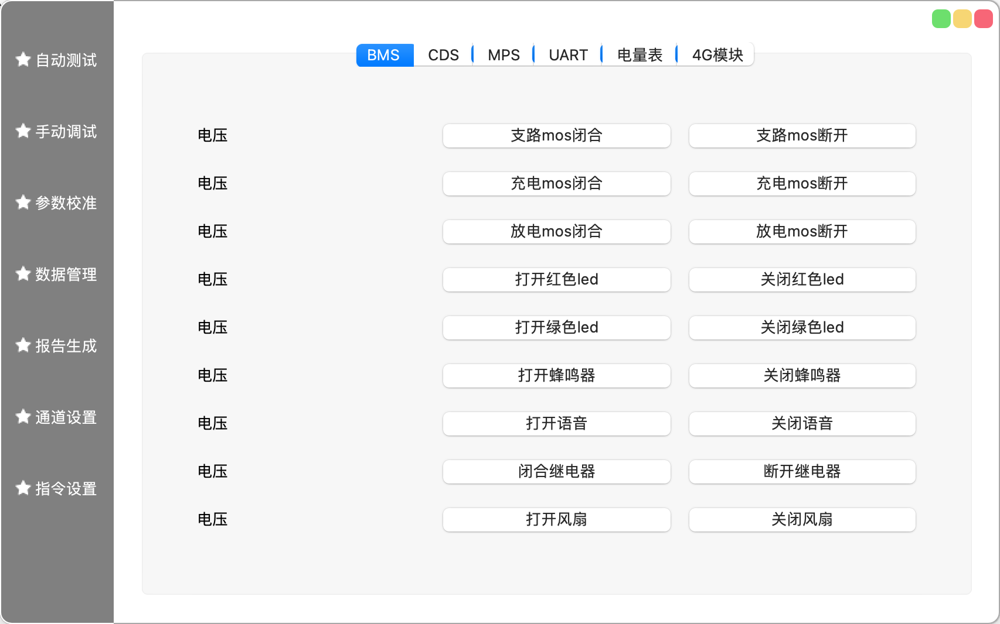 自动测试
手动调试
参数校准
数据管理
报告生成
通道设置
指令设置
BMS CDS MPS UART 电量表 4G模块
电压 支路mos闭合 支路mos断开
电压 充电mos闭合 充电mos断开
电压 放电mos闭合 放电mos断开
电压 打开红色led 关闭红色led
电压 打开绿色led 关闭绿色led
电压 打开蜂鸣器 关闭蜂鸣器
电压 打开语音 关闭语音
电压 闭合继电器 断开继电器
电压 打开风扇 关闭风扇